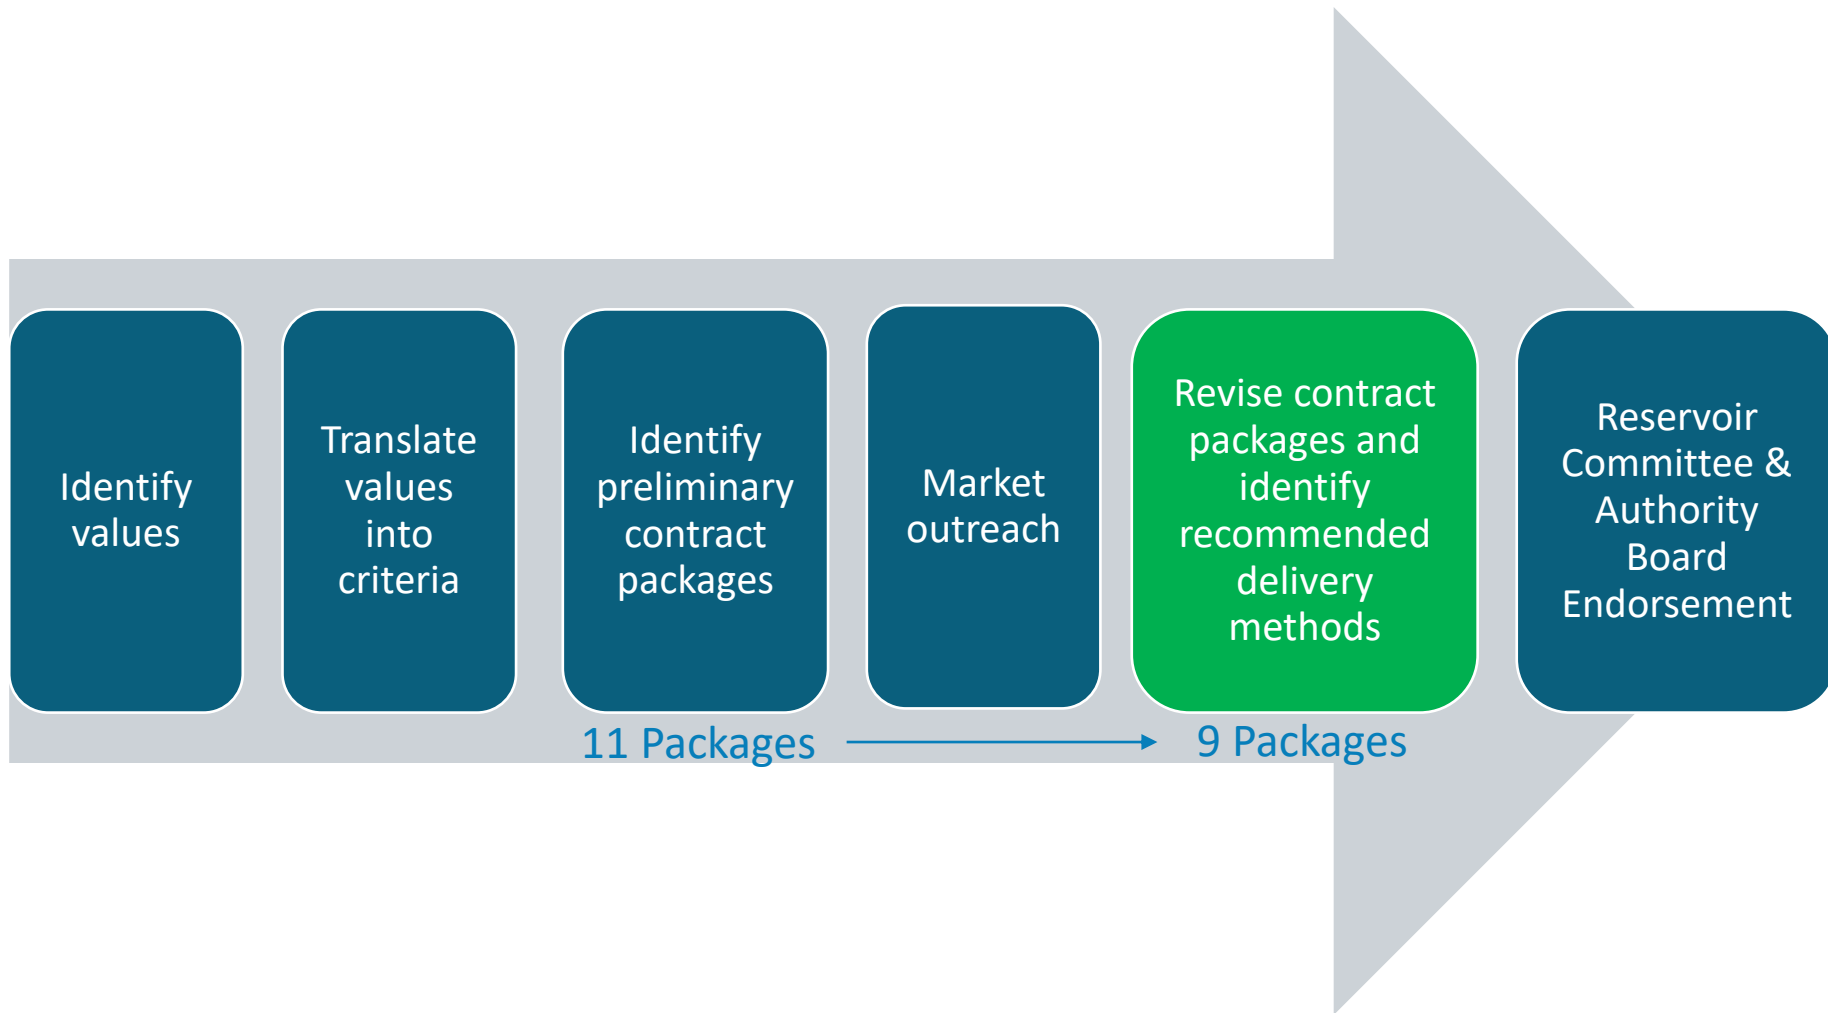 Identify
values
Translate
values
into
criteria
Identify
preliminary
contract
packages
Market
outreach
Revise contract
packages and
identify
recommended
delivery
methods
Reservoir
Committee &
Authority
Board
Endorsement
11 Packages
9 Packages